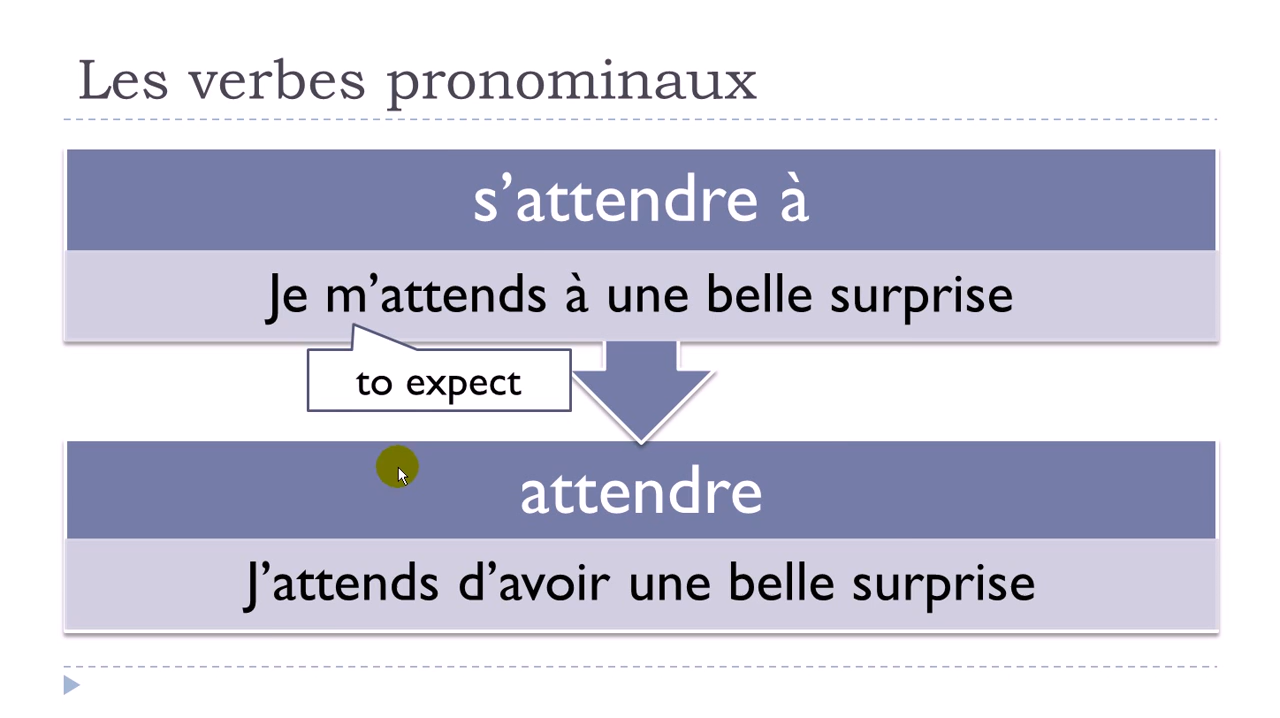 Les verbes pronominaux
s’attendre à
Je m’attends à une belle surprise
to expect
attendre
J’attends d’avoir une belle surprise